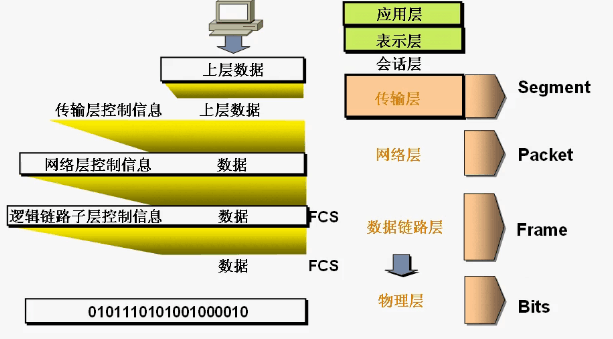 应用层
表示层
会话层
上层数据
传输层控制信息 上层数据
传输层 Segment
网络层控制信息 数据
网络层 Packet
逻辑链路子层控制信息 数据 FCS
数据链路层 Frame
数据 FCS
物理层 Bits
0101110101001000010